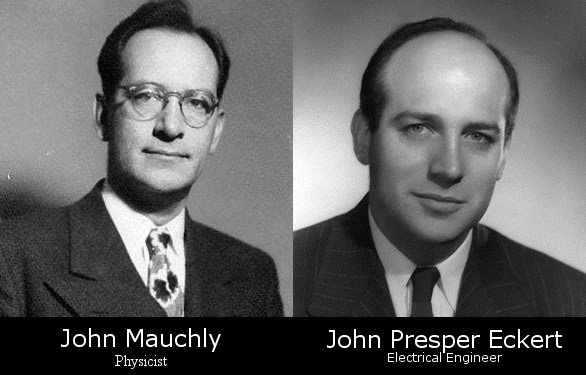 John Mauchly
Physicist
John Presper Eckert
Electrical Engineer